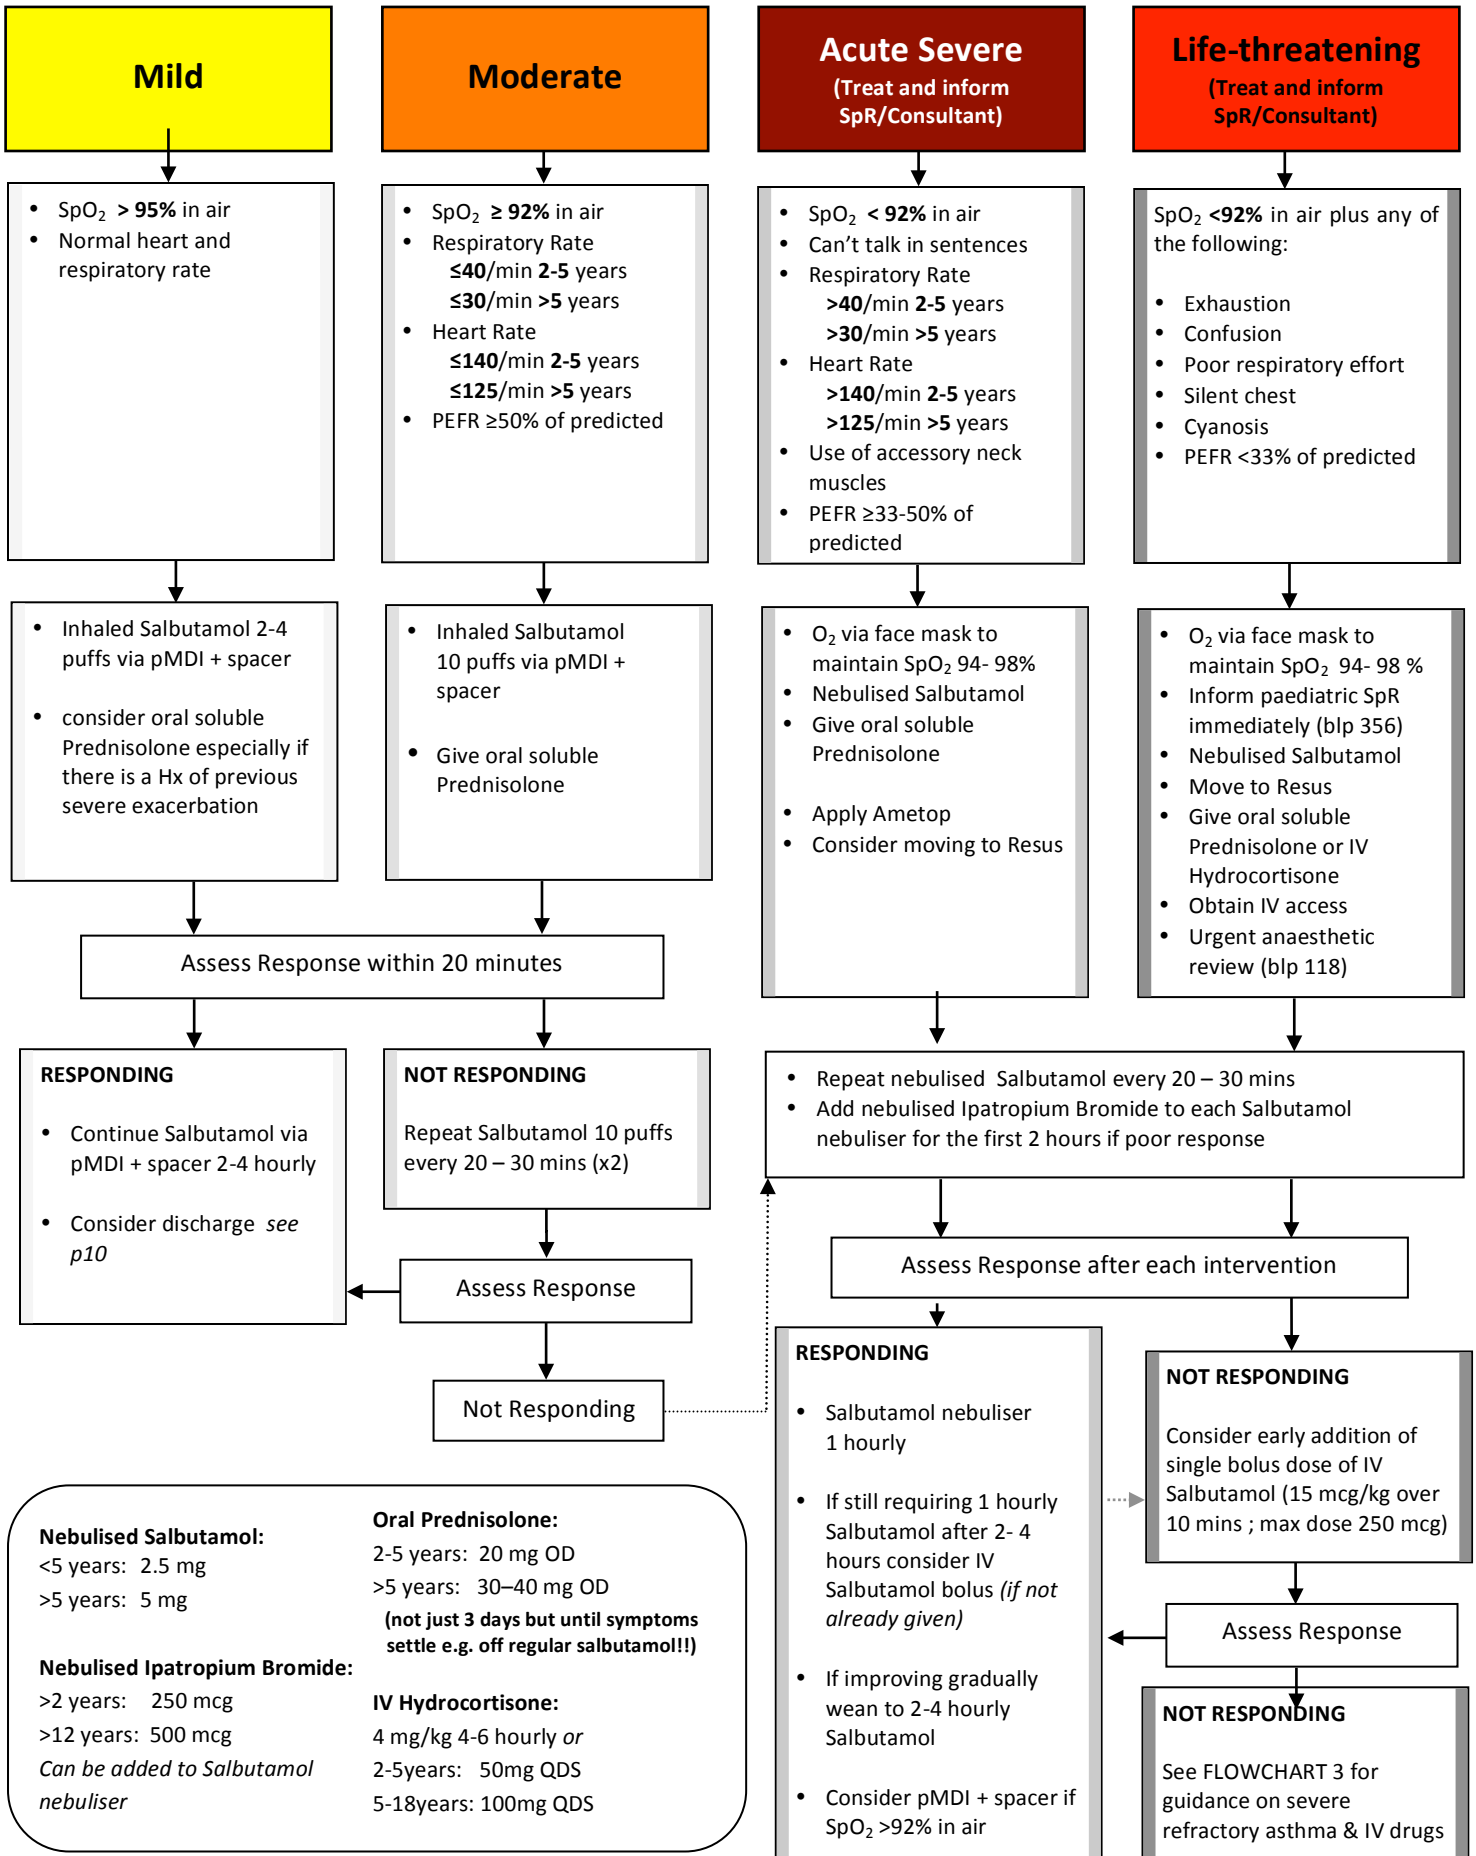 Mild
Moderate
Acute Severe
(Treat and inform
SpR/Consultant)
Life-threatening
(Treat and inform
SpR/Consultant)
• SpO2 > 95% in air
• Normal heart and
respiratory rate
• SpO2 ≥ 92% in air
• Respiratory Rate
≤40/min 2-5 years
≤30/min >5 years
• Heart Rate
≤140/min 2-5 years
≤125/min >5 years
• PEFR ≥50% of predicted
• SpO2 < 92% in air
• Can't talk in sentences
• Respiratory Rate
>40/min 2-5 years
>30/min >5 years
• Heart Rate
>140/min 2-5 years
>125/min >5 years
• Use of accessory neck
muscles
• PEFR ≥33-50% of
predicted
SpO2 <92% in air plus any of
the following:
• Exhaustion
• Confusion
• Poor respiratory effort
• Silent chest
• Cyanosis
• PEFR <33% of predicted
• Inhaled Salbutamol 2-4
puffs via pMDI + spacer
• consider oral soluble
Prednisolone especially if
there is a Hx of previous
severe exacerbation
• Inhaled Salbutamol
10 puffs via pMDI +
spacer
• Give oral soluble
Prednisolone
• O2 via face mask to
maintain SpO2 94- 98%
• Nebulised Salbutamol
• Give oral soluble
Prednisolone
• Apply Ametop
• Consider moving to Resus
• O2 via face mask to
maintain SpO2 94- 98 %
• Inform paediatric SpR
immediately (blp 356)
• Nebulised Salbutamol
• Move to Resus
• Give oral soluble
Prednisolone or IV
Hydrocortisone
• Obtain IV access
• Urgent anaesthetic
review (blp 118)
Assess Response within 20 minutes
RESPONDING
• Continue Salbutamol via
pMDI + spacer 2-4 hourly
• Consider discharge see
p10
NOT RESPONDING
Repeat Salbutamol 10 puffs
every 20 – 30 mins (x2)
Assess Response
Not Responding
• Repeat nebulised Salbutamol every 20 – 30 mins
• Add nebulised Ipatropium Bromide to each Salbutamol
nebuliser for the first 2 hours if poor response
Assess Response after each intervention
RESPONDING
• Salbutamol nebuliser
1 hourly
• If still requiring 1 hourly
Salbutamol after 2- 4
hours consider IV
Salbutamol bolus (if not
already given)
• If improving gradually
wean to 2-4 hourly
Salbutamol
• Consider pMDI + spacer if
SpO2 >92% in air
NOT RESPONDING
Consider early addition of
single bolus dose of IV
Salbutamol (15 mcg/kg over
10 mins ; max dose 250 mcg)
Assess Response
NOT RESPONDING
See FLOWCHART 3 for
guidance on severe
refractory asthma & IV drugs
Nebulised Salbutamol:
<5 years: 2.5 mg
>5 years: 5 mg
Nebulised Ipatropium Bromide:
>2 years: 250 mcg
>12 years: 500 mcg
Can be added to Salbutamol
nebuliser
Oral Prednisolone:
2-5 years: 20 mg OD
>5 years: 30–40 mg OD
(not just 3 days but until symptoms
settle e.g. off regular salbutamol!!)
IV Hydrocortisone:
4 mg/kg 4-6 hourly or
2-5years: 50mg QDS
5-18years: 100mg QDS